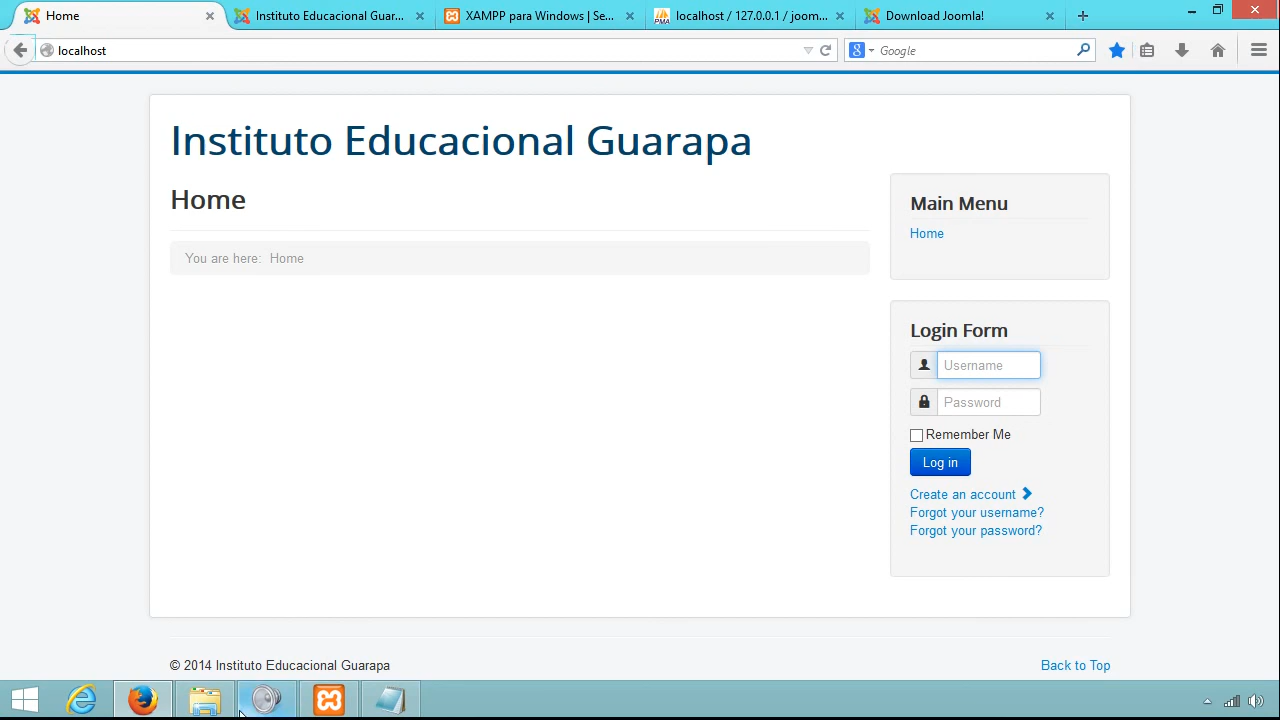 Home
Instituto Educacional Guar...
XAMPP para Windows | Se...
localhost / 127.0.0.1 / joom...
Download Joomla!
localhost
Google
Instituto Educacional Guarapa
Home
You are here: Home
Main Menu
Home
Login Form
Username
Password
Remember Me
Log in
Create an account
Forgot your username?
Forgot your password?
© 2014 Instituto Educacional Guarapa
Back to Top